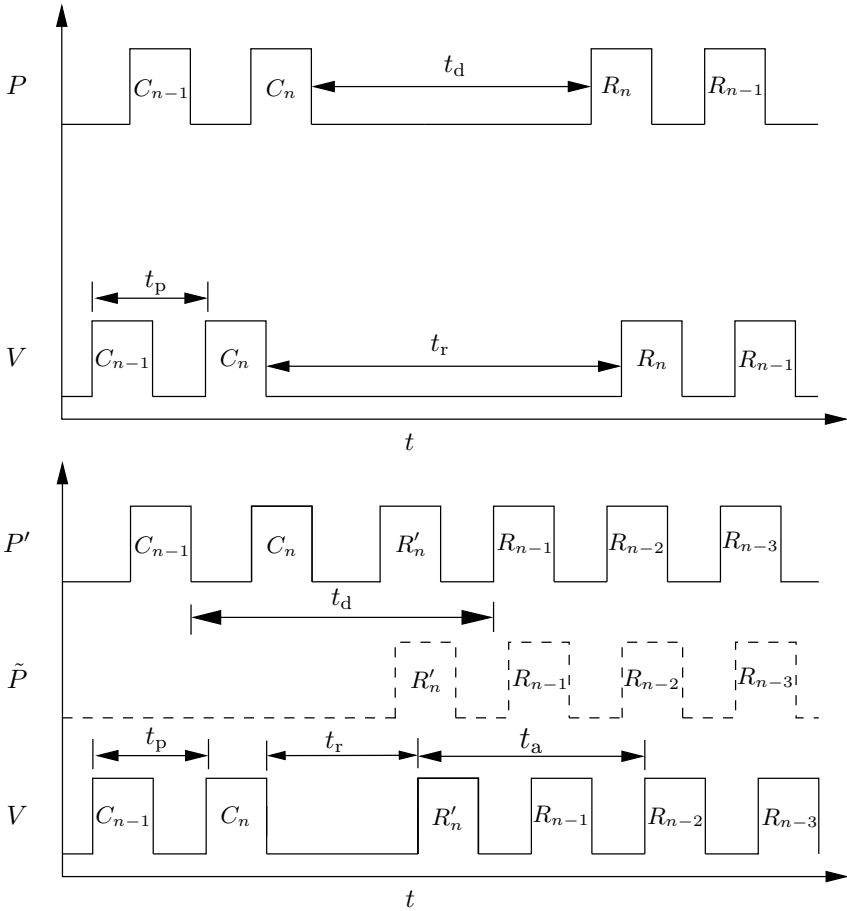 P
C_{n−1}
C_n
t_d
R_n
R_{n−1}
t_p
V
C_{n−1}
C_n
t_r
R_n
R_{n−1}
t
P′
C_{n−1}
C_n
R′_n
R_{n−1}
R_{n−2}
R_{n−3}
t_d
P̃
R′_n
R_{n−1}
R_{n−2}
R_{n−3}
t_p
t_r
t_a
V
C_{n−1}
C_n
R′_n
R_{n−1}
R_{n−2}
R_{n−3}
t